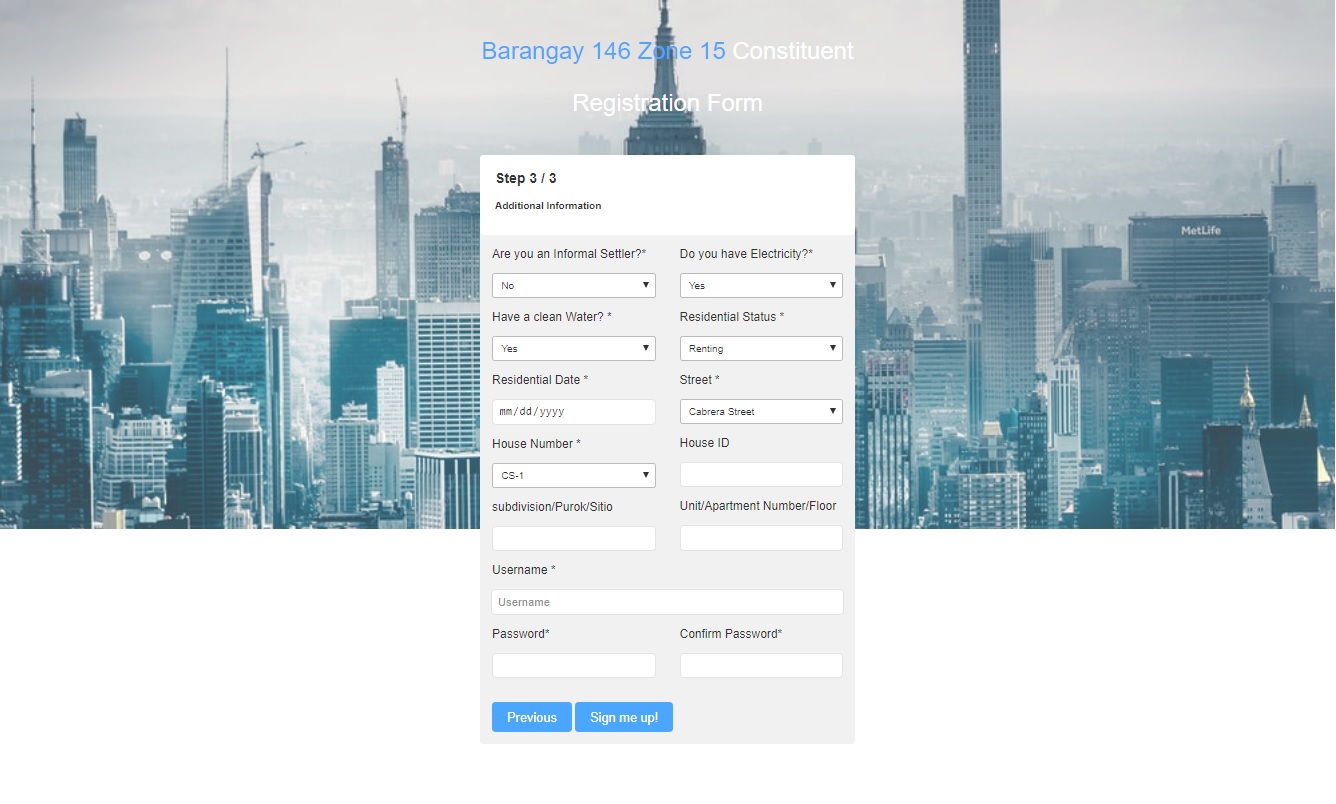 Barangay 146 Zone 15 Constituent
Registration Form
MetLife
salesforce
Step 3 / 3
Additional Information
Are you an Informal Settler?*
Do you have Electricity?*
No
Yes
Have a clean Water? *
Residential Status *
Yes
Renting
Residential Date *
Street *
mm/dd/yyyy
Cabrera Street
House Number *
House ID
CS-1
subdivision/Purok/Sitio
Unit/Apartment Number/Floor
Username *
Username
Password*
Confirm Password*
Previous
Sign me up!